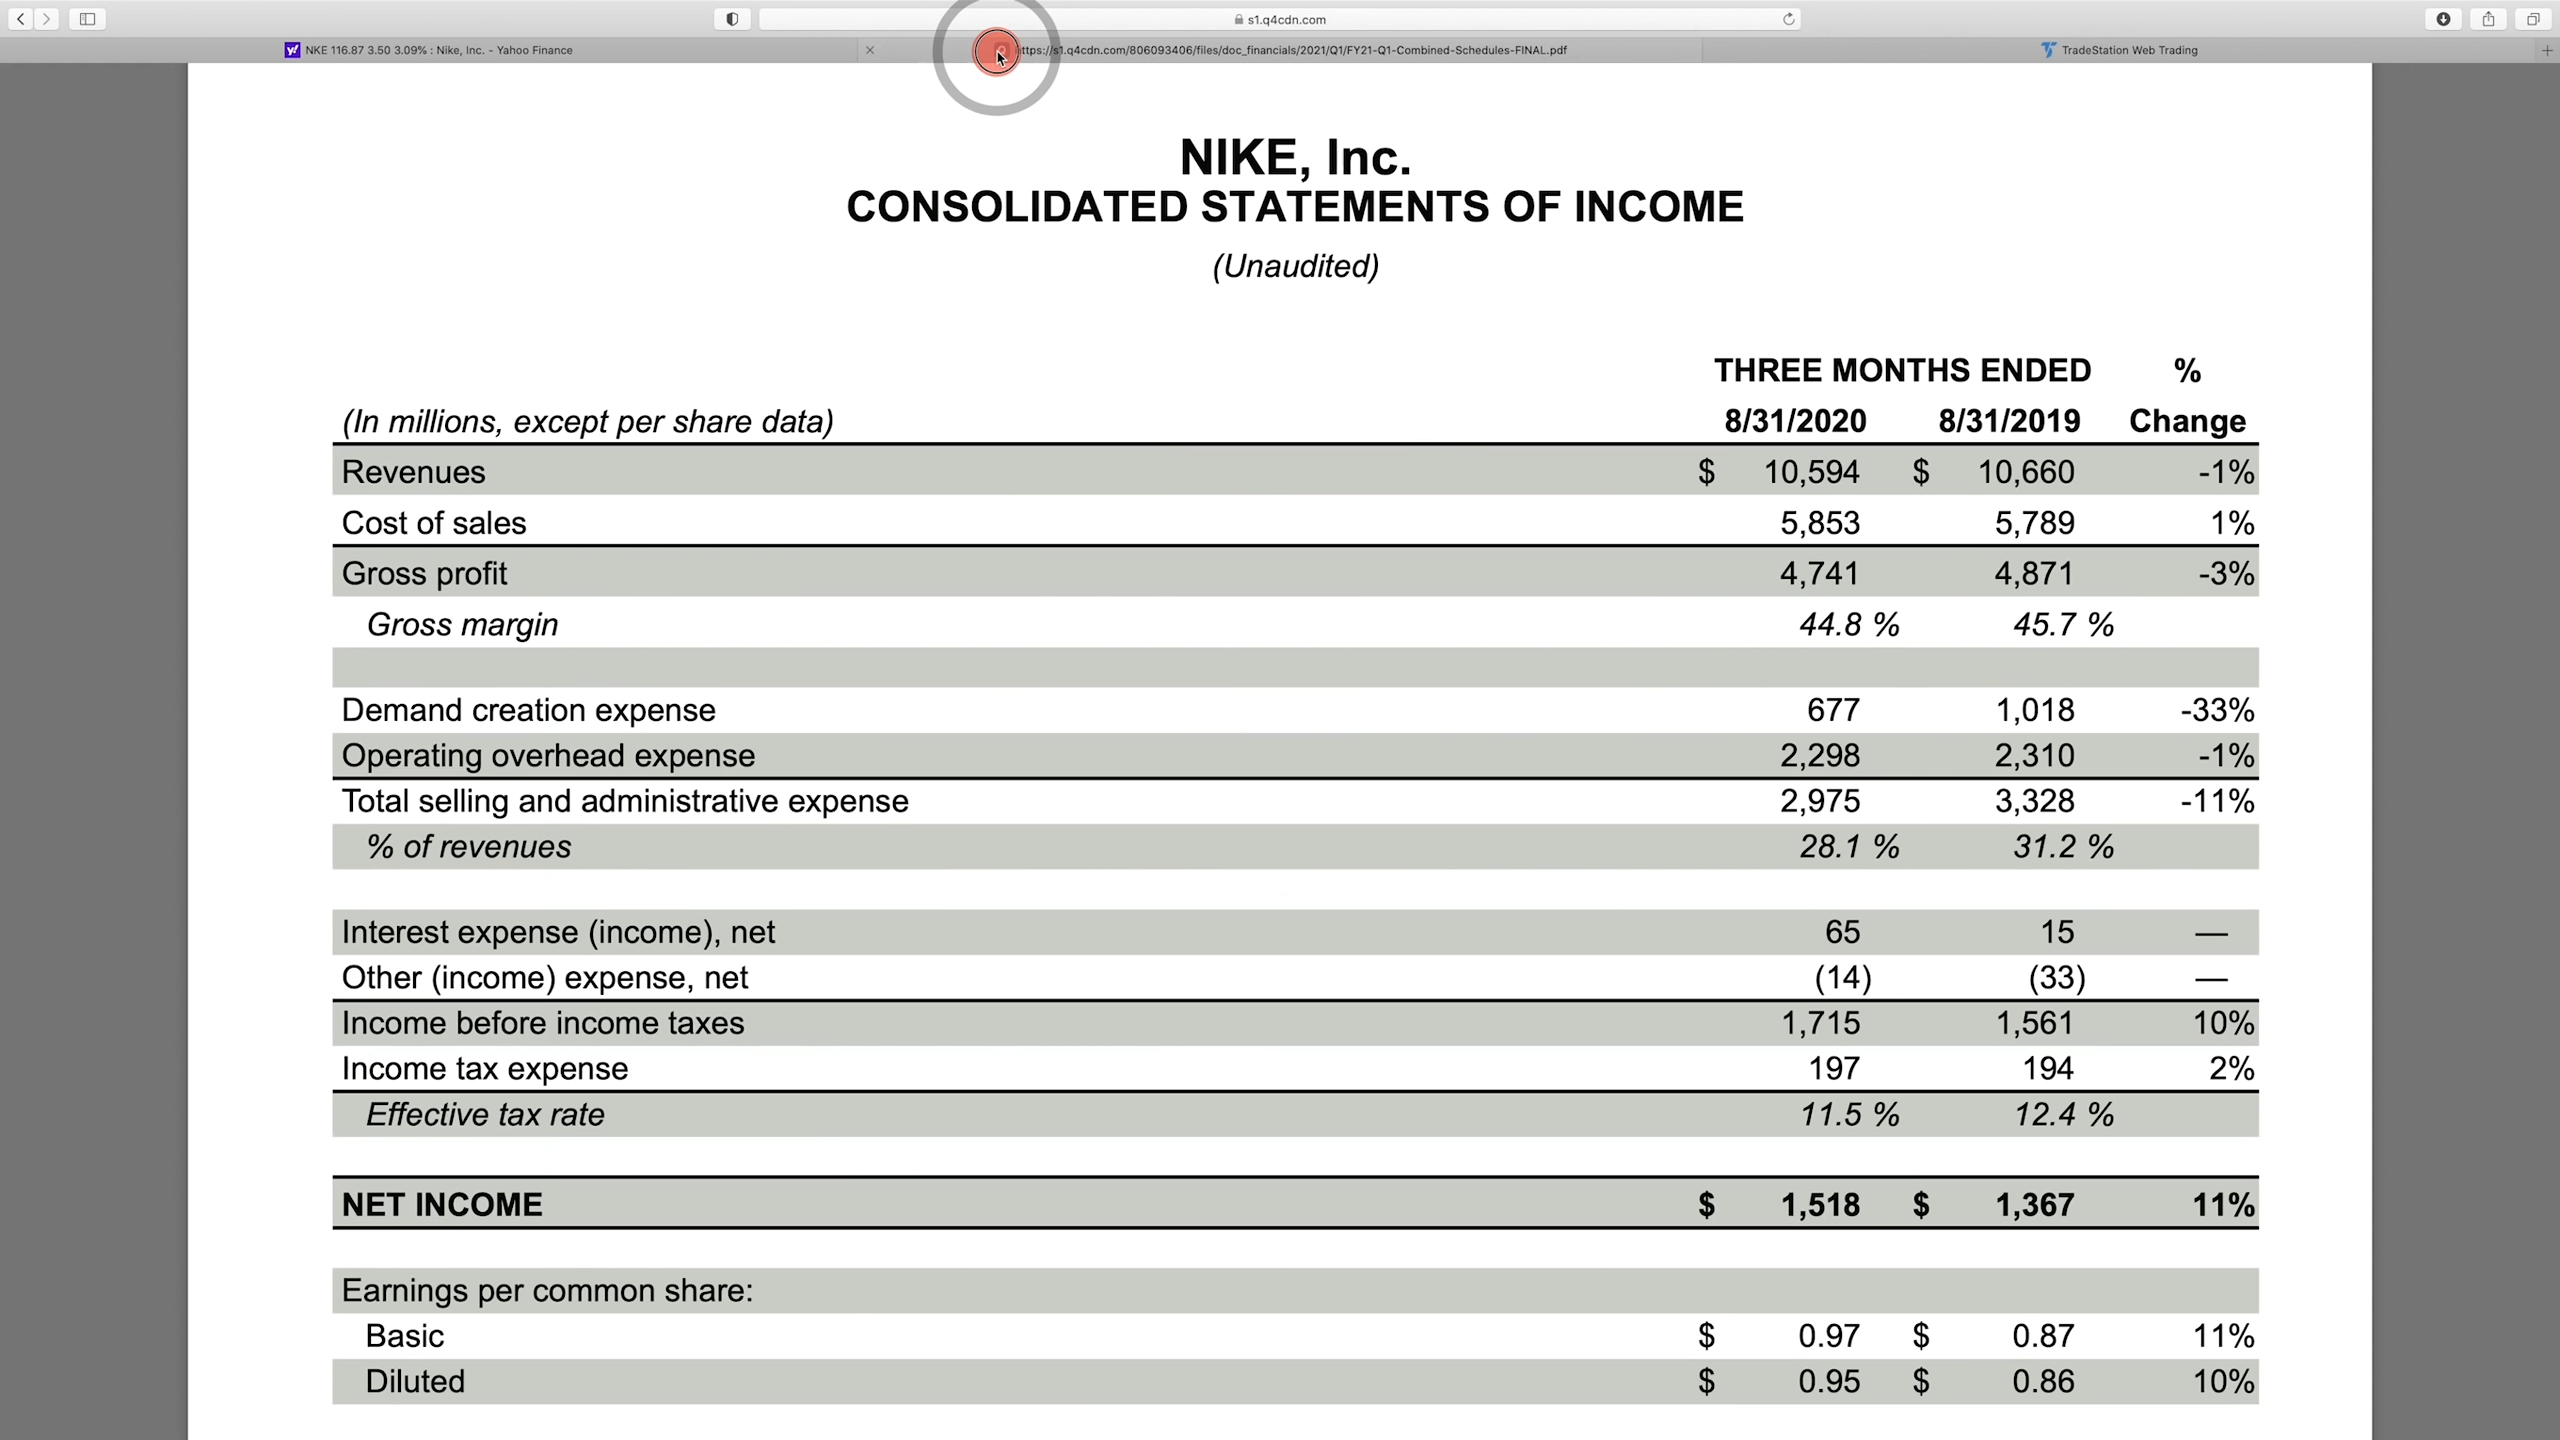 s1.q4cdn.com
NKE 116.87 3.50 3.09% : Nike, Inc. - Yahoo Finance
https://s1.q4cdn.com/806093406/files/doc_financials/2021/Q1/FY21-Q1-Combined-Schedules-FINAL.pdf
TradeStation Web Trading
NIKE, Inc.
CONSOLIDATED STATEMENTS OF INCOME
(Unaudited)
THREE MONTHS ENDED %
(In millions, except per share data) 8/31/2020 8/31/2019 Change
Revenues $ 10,594 $ 10,660 -1%
Cost of sales 5,853 5,789 1%
Gross profit 4,741 4,871 -3%
Gross margin 44.8 % 45.7 %
Demand creation expense 677 1,018 -33%
Operating overhead expense 2,298 2,310 -1%
Total selling and administrative expense 2,975 3,328 -11%
% of revenues 28.1 % 31.2 %
Interest expense (income), net 65 15 —
Other (income) expense, net (14) (33) —
Income before income taxes 1,715 1,561 10%
Income tax expense 197 194 2%
Effective tax rate 11.5 % 12.4 %
NET INCOME $ 1,518 $ 1,367 11%
Earnings per common share:
Basic $ 0.97 $ 0.87 11%
Diluted $ 0.95 $ 0.86 10%